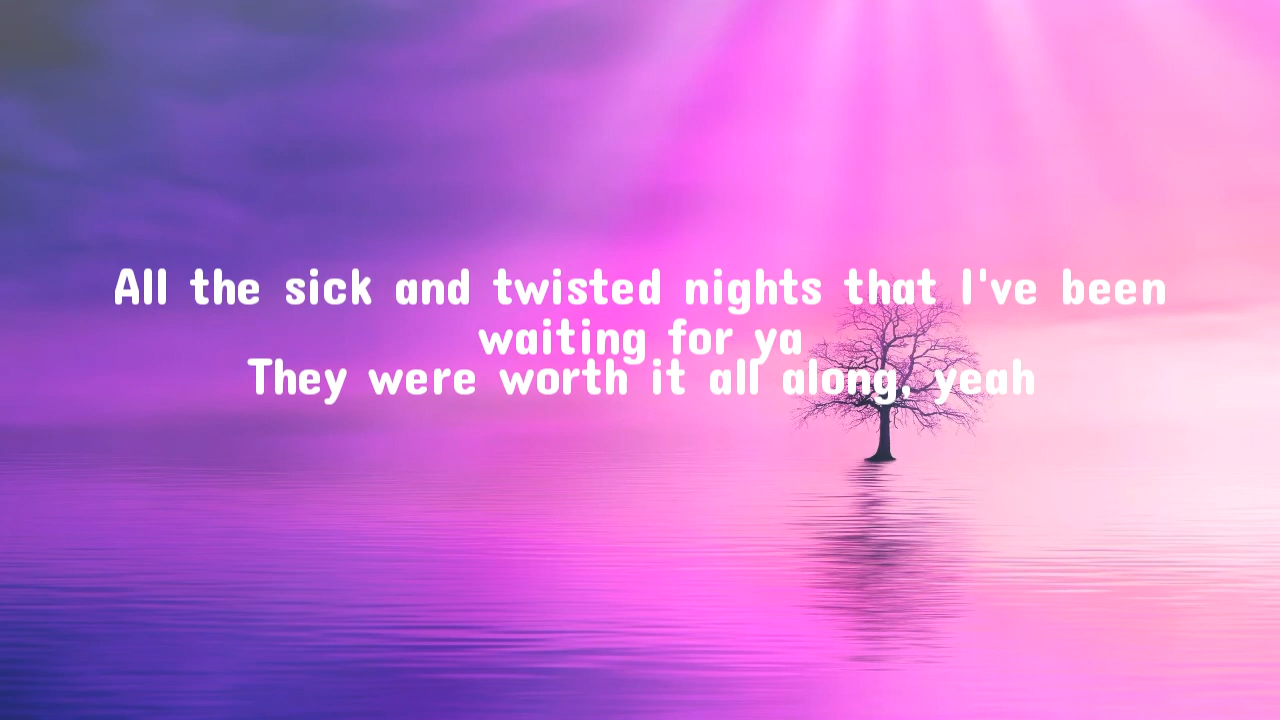 All the sick and twisted nights that I've been
waiting for ya
They were worth it all along, yeah